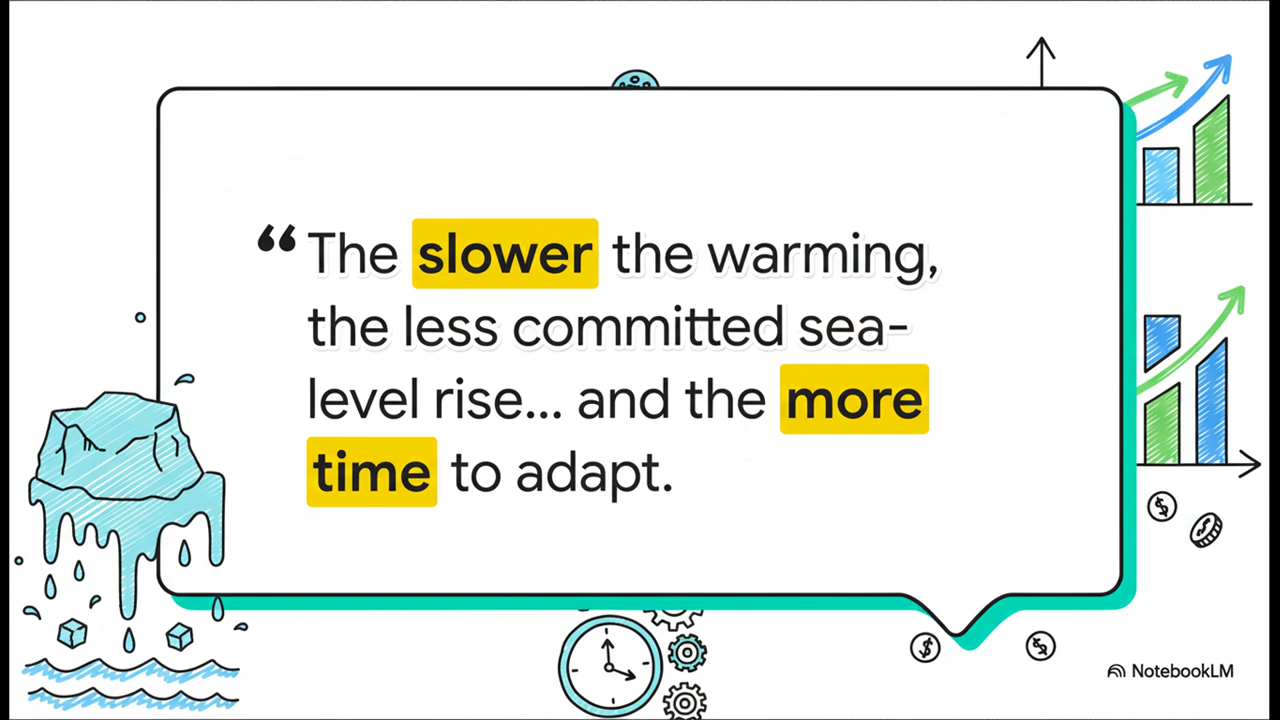 “ The slower the warming,
the less committed sea-
level rise... and the more
time to adapt.
NotebookLM